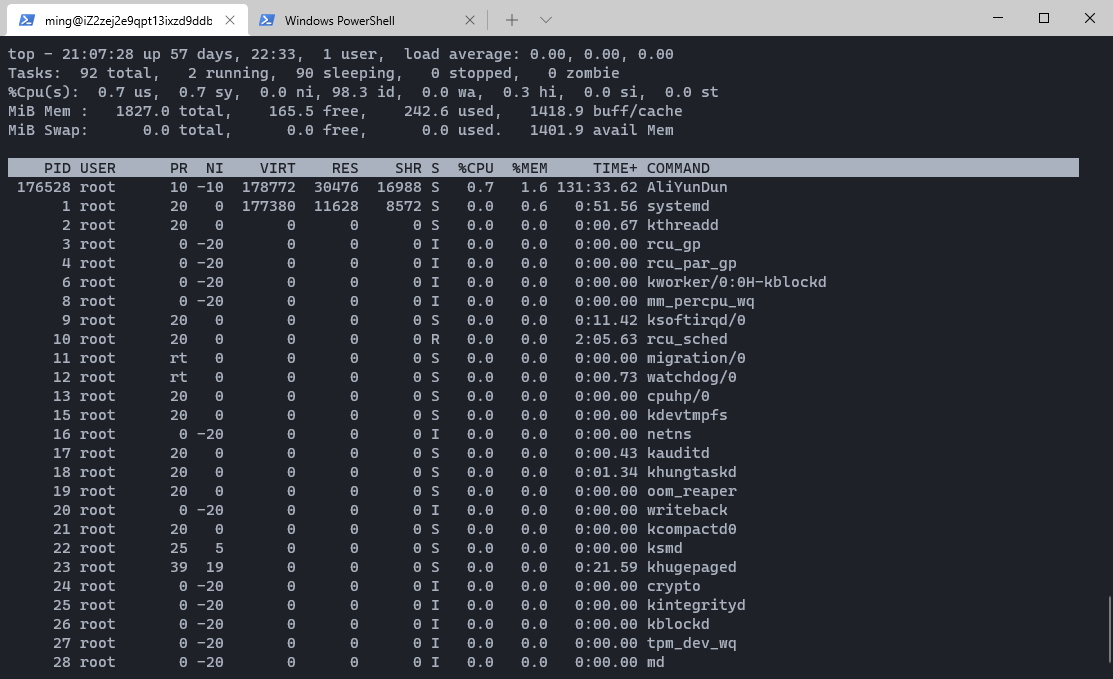 ming@iZ2zej2e9qpt13ixzd9ddb Windows PowerShell
top - 21:07:28 up 57 days, 22:33,  1 user,  load average: 0.00, 0.00, 0.00
Tasks:  92 total,   2 running,  90 sleeping,   0 stopped,   0 zombie
%Cpu(s):  0.7 us,  0.7 sy,  0.0 ni, 98.3 id,  0.0 wa,  0.3 hi,  0.0 si,  0.0 st
MiB Mem :   1827.0 total,    165.5 free,    242.6 used,   1418.9 buff/cache
MiB Swap:      0.0 total,      0.0 free,      0.0 used.   1401.9 avail Mem
PID USER      PR  NI    VIRT    RES    SHR S  %CPU  %MEM     TIME+ COMMAND
176528 root      10 -10  178772  30476  16988 S   0.7   1.6 131:33.62 AliYunDun
1 root      20   0  177380  11628   8572 S   0.0   0.6   0:51.56 systemd
2 root      20   0       0      0      0 S   0.0   0.0   0:00.67 kthreadd
3 root       0 -20       0      0      0 I   0.0   0.0   0:00.00 rcu_gp
4 root       0 -20       0      0      0 I   0.0   0.0   0:00.00 rcu_par_gp
6 root       0 -20       0      0      0 I   0.0   0.0   0:00.00 kworker/0:0H-kblockd
8 root       0 -20       0      0      0 I   0.0   0.0   0:00.00 mm_percpu_wq
9 root      20   0       0      0      0 S   0.0   0.0   0:11.42 ksoftirqd/0
10 root      20   0       0      0      0 R   0.0   0.0   2:05.63 rcu_sched
11 root      rt   0       0      0      0 S   0.0   0.0   0:00.00 migration/0
12 root      rt   0       0      0      0 S   0.0   0.0   0:00.73 watchdog/0
13 root      20   0       0      0      0 S   0.0   0.0   0:00.00 cpuhp/0
15 root      20   0       0      0      0 S   0.0   0.0   0:00.00 kdevtmpfs
16 root       0 -20       0      0      0 I   0.0   0.0   0:00.00 netns
17 root      20   0       0      0      0 S   0.0   0.0   0:00.43 kauditd
18 root      20   0       0      0      0 S   0.0   0.0   0:01.34 khungtaskd
19 root      20   0       0      0      0 S   0.0   0.0   0:00.00 oom_reaper
20 root       0 -20       0      0      0 I   0.0   0.0   0:00.00 writeback
21 root      20   0       0      0      0 S   0.0   0.0   0:00.00 kcompactd0
22 root      25   5       0      0      0 S   0.0   0.0   0:00.00 ksmd
23 root      39  19       0      0      0 S   0.0   0.0   0:21.59 khugepaged
24 root       0 -20       0      0      0 I   0.0   0.0   0:00.00 crypto
25 root       0 -20       0      0      0 I   0.0   0.0   0:00.00 kintegrityd
26 root       0 -20       0      0      0 I   0.0   0.0   0:00.00 kblockd
27 root       0 -20       0      0      0 I   0.0   0.0   0:00.00 tpm_dev_wq
28 root       0 -20       0      0      0 I   0.0   0.0   0:00.00 md